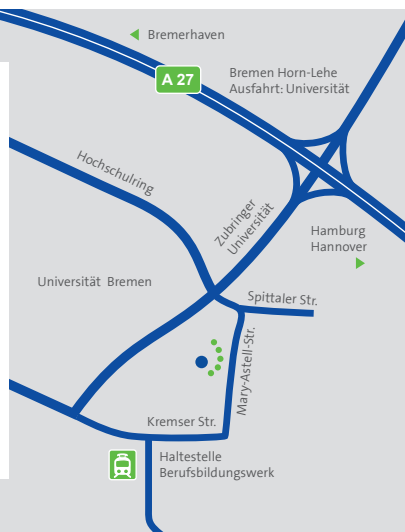 Bremerhaven
A 27
Bremen Horn-Lehe
Ausfahrt: Universität
Hochschulring
Zubringer
Universität
Hamburg
Hannover
Universität Bremen
Spittaler Str.
Mary-Astell-Str.
Kremser Str.
Haltestelle
Berufsbildungswerk